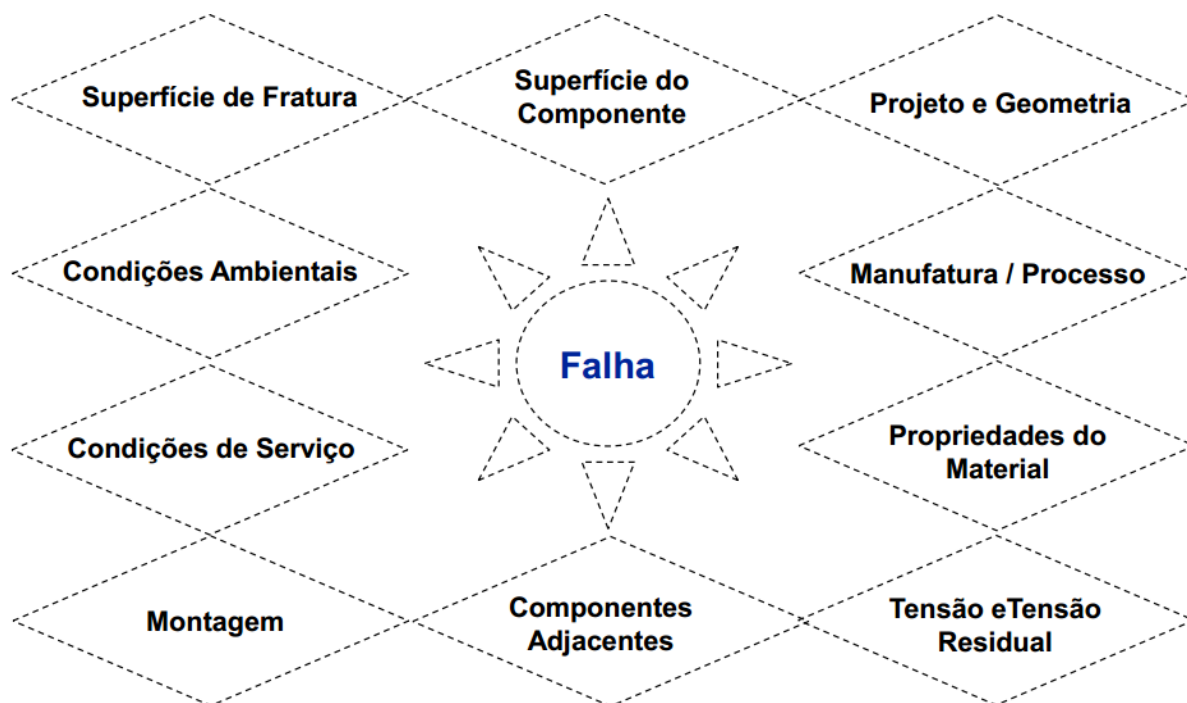 Superfície de Fratura
Superfície do
Componente
Projeto e Geometria
Condições Ambientais
Manufatura / Processo
Falha
Condições de Serviço
Propriedades do
Material
Montagem
Componentes
Adjacentes
Tensão eTensão
Residual